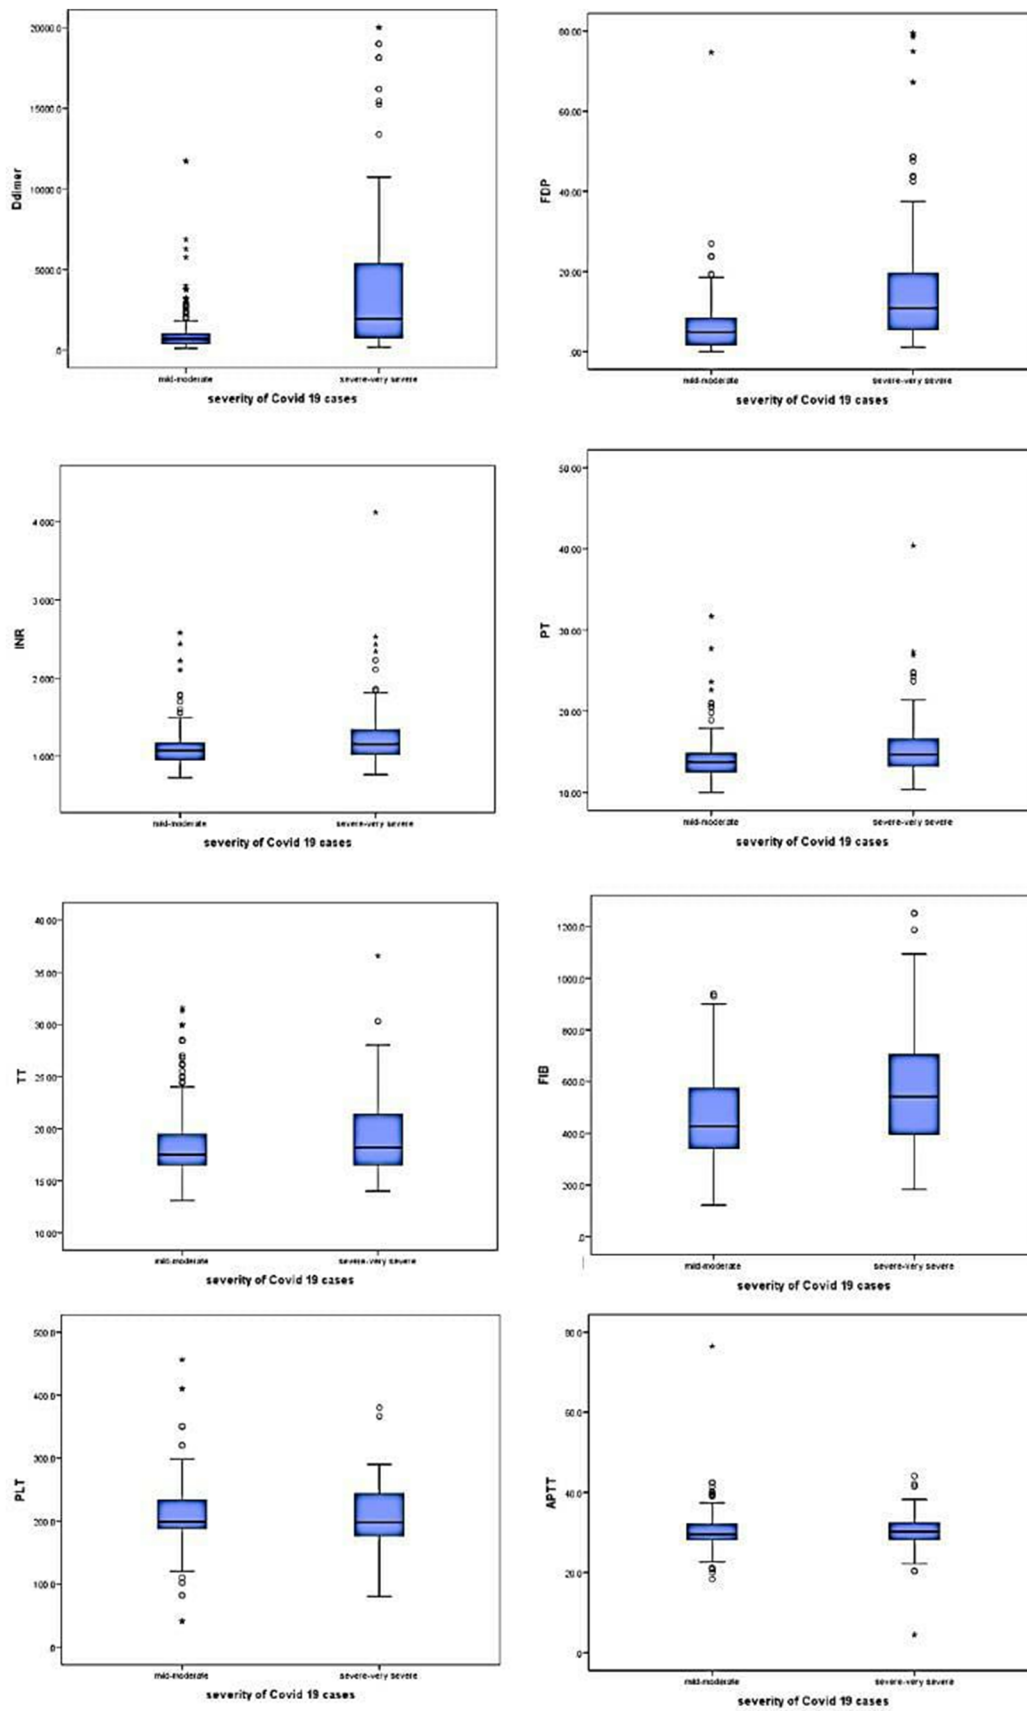 20000.0
15000.0
10000.0
5000.0
.0
Ddimer
mild-moderate severe-very severe
severity of Covid 19 cases
80.00
60.00
40.00
20.00
.00
FDP
mild-moderate severe-very severe
severity of Covid 19 cases
4.000
3.000
2.000
1.000
INR
mild-moderate severe-very severe
severity of Covid 19 cases
50.00
40.00
30.00
20.00
10.00
PT
mild-moderate severe-very severe
severity of Covid 19 cases
40.00
35.00
30.00
25.00
20.00
15.00
10.00
TT
mild-moderate severe-very severe
severity of Covid 19 cases
1200.0
1000.0
800.0
600.0
400.0
200.0
.0
FIB
mild-moderate severe-very severe
severity of Covid 19 cases
500.0
400.0
300.0
200.0
100.0
.0
PLT
mild-moderate severe-very severe
severity of Covid 19 cases
80.0
60.0
40.0
20.0
.0
APTT
mild-moderate severe-very severe
severity of Covid 19 cases